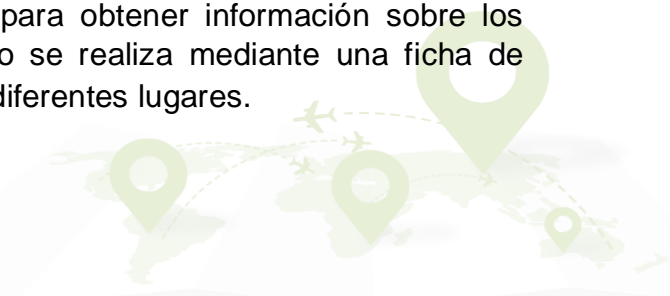 para obtener información sobre los
o se realiza mediante una ficha de
diferentes lugares.